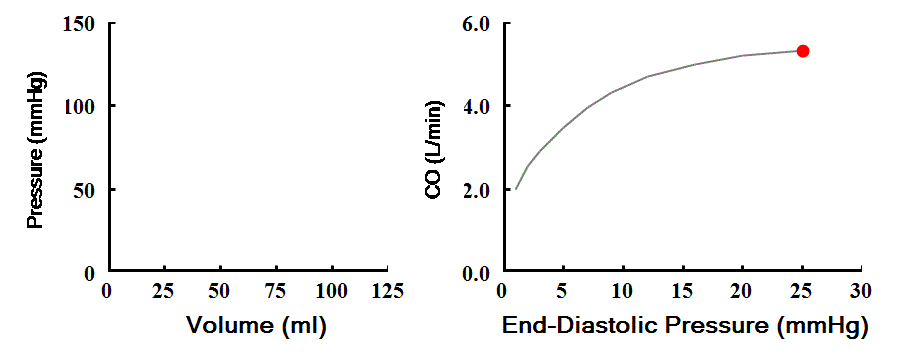 150
100
50
0
0 25 50 75 100 125
Pressure (mmHg)
Volume (ml)
6.0
4.0
2.0
0.0
0 5 10 15 20 25 30
CO (L/min)
End-Diastolic Pressure (mmHg)